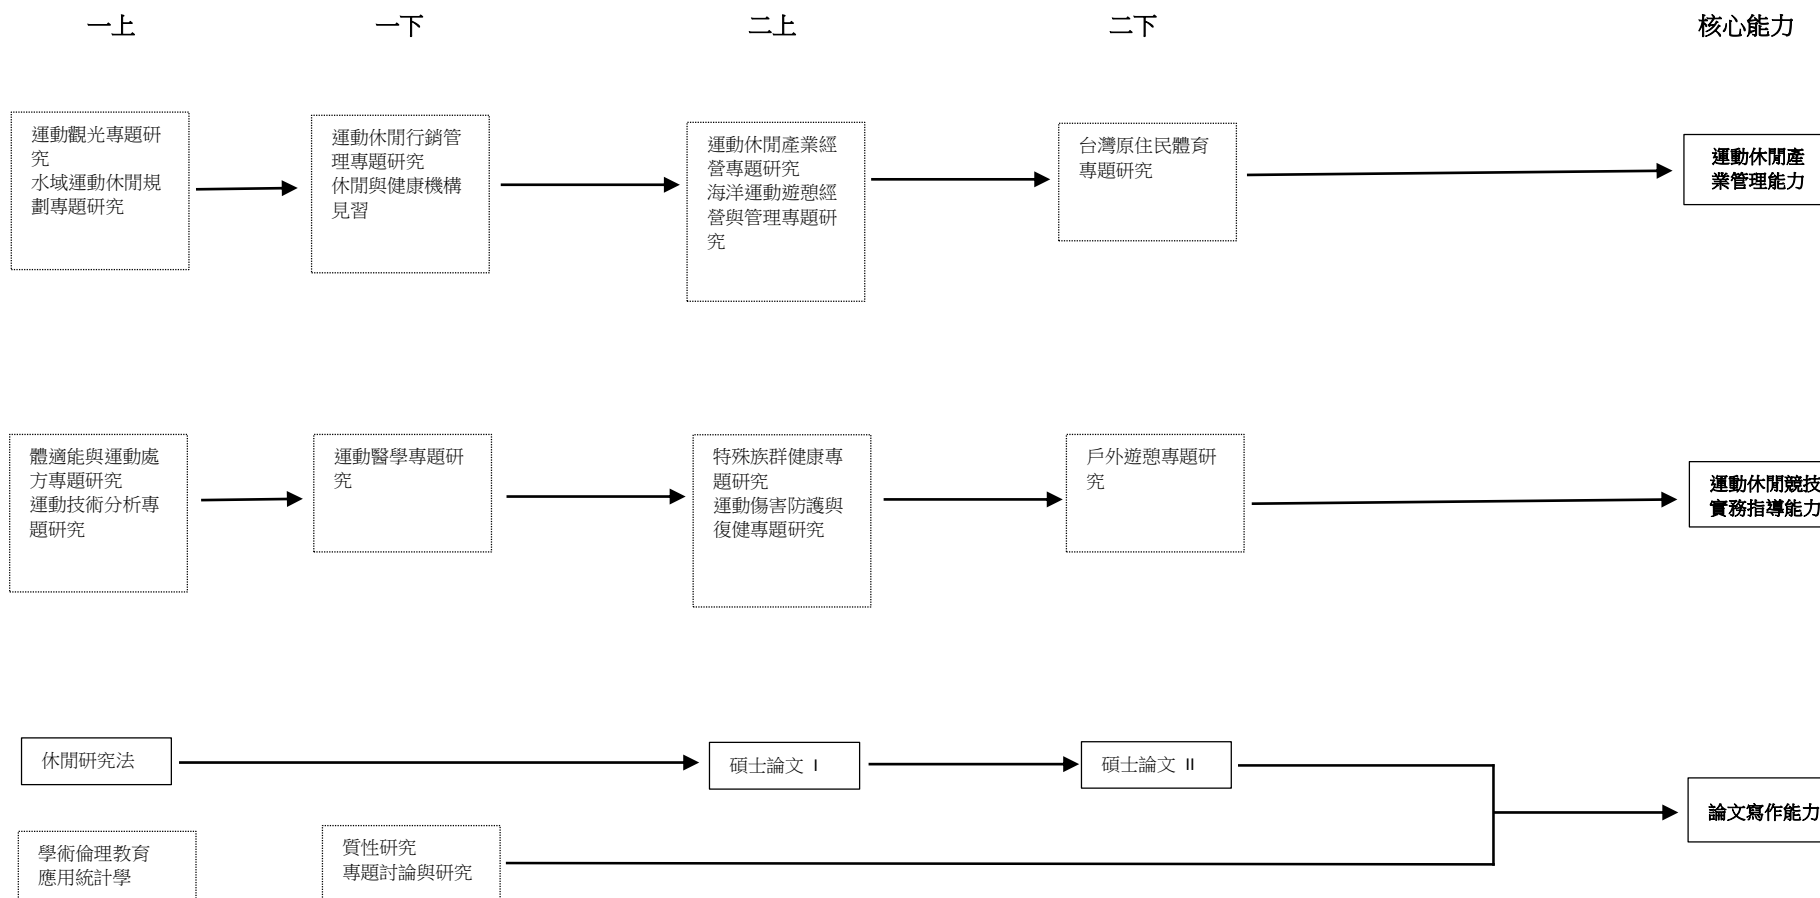 一上
一下
二上
二下
核心能力
運動觀光專題研
究
水域運動休閒規
劃專題研究
運動休閒行銷管
理專題研究
休閒與健康機構
見習
運動休閒產業經
營專題研究
海洋運動遊憩經
營與管理專題研
究
台灣原住民體育
專題研究
運動休閒產
業管理能力
體適能與運動處
方專題研究
運動技術分析專
題研究
運動醫學專題研
究
特殊族群健康專
題研究
運動傷害防護與
復健專題研究
戶外遊憩專題研
究
運動休閒競技
實務指導能力
休閒研究法
碩士論文 I
碩士論文 II
論文寫作能力
學術倫理教育
應用統計學
質性研究
專題討論與研究